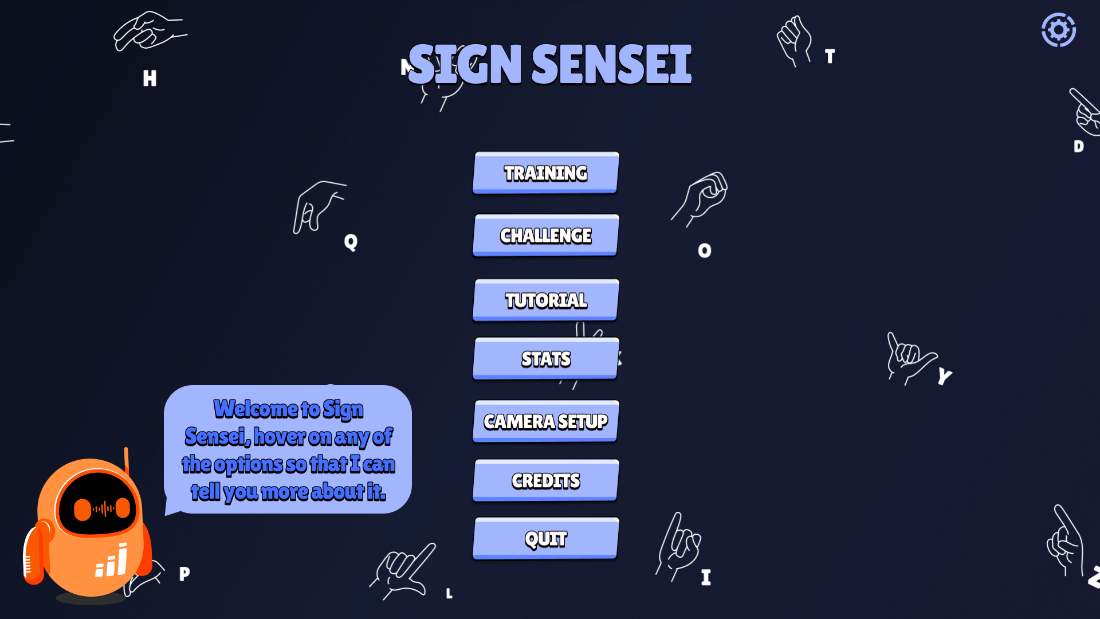 H
T
SIGN SENSEI
D
TRAINING
Q
CHALLENGE
O
TUTORIAL
STATS
Y
Welcome to Sign
Sensei, hover on any of
the options so that I can
tell you more about it.
CAMERA SETUP
CREDITS
QUIT
P
L
I
Z